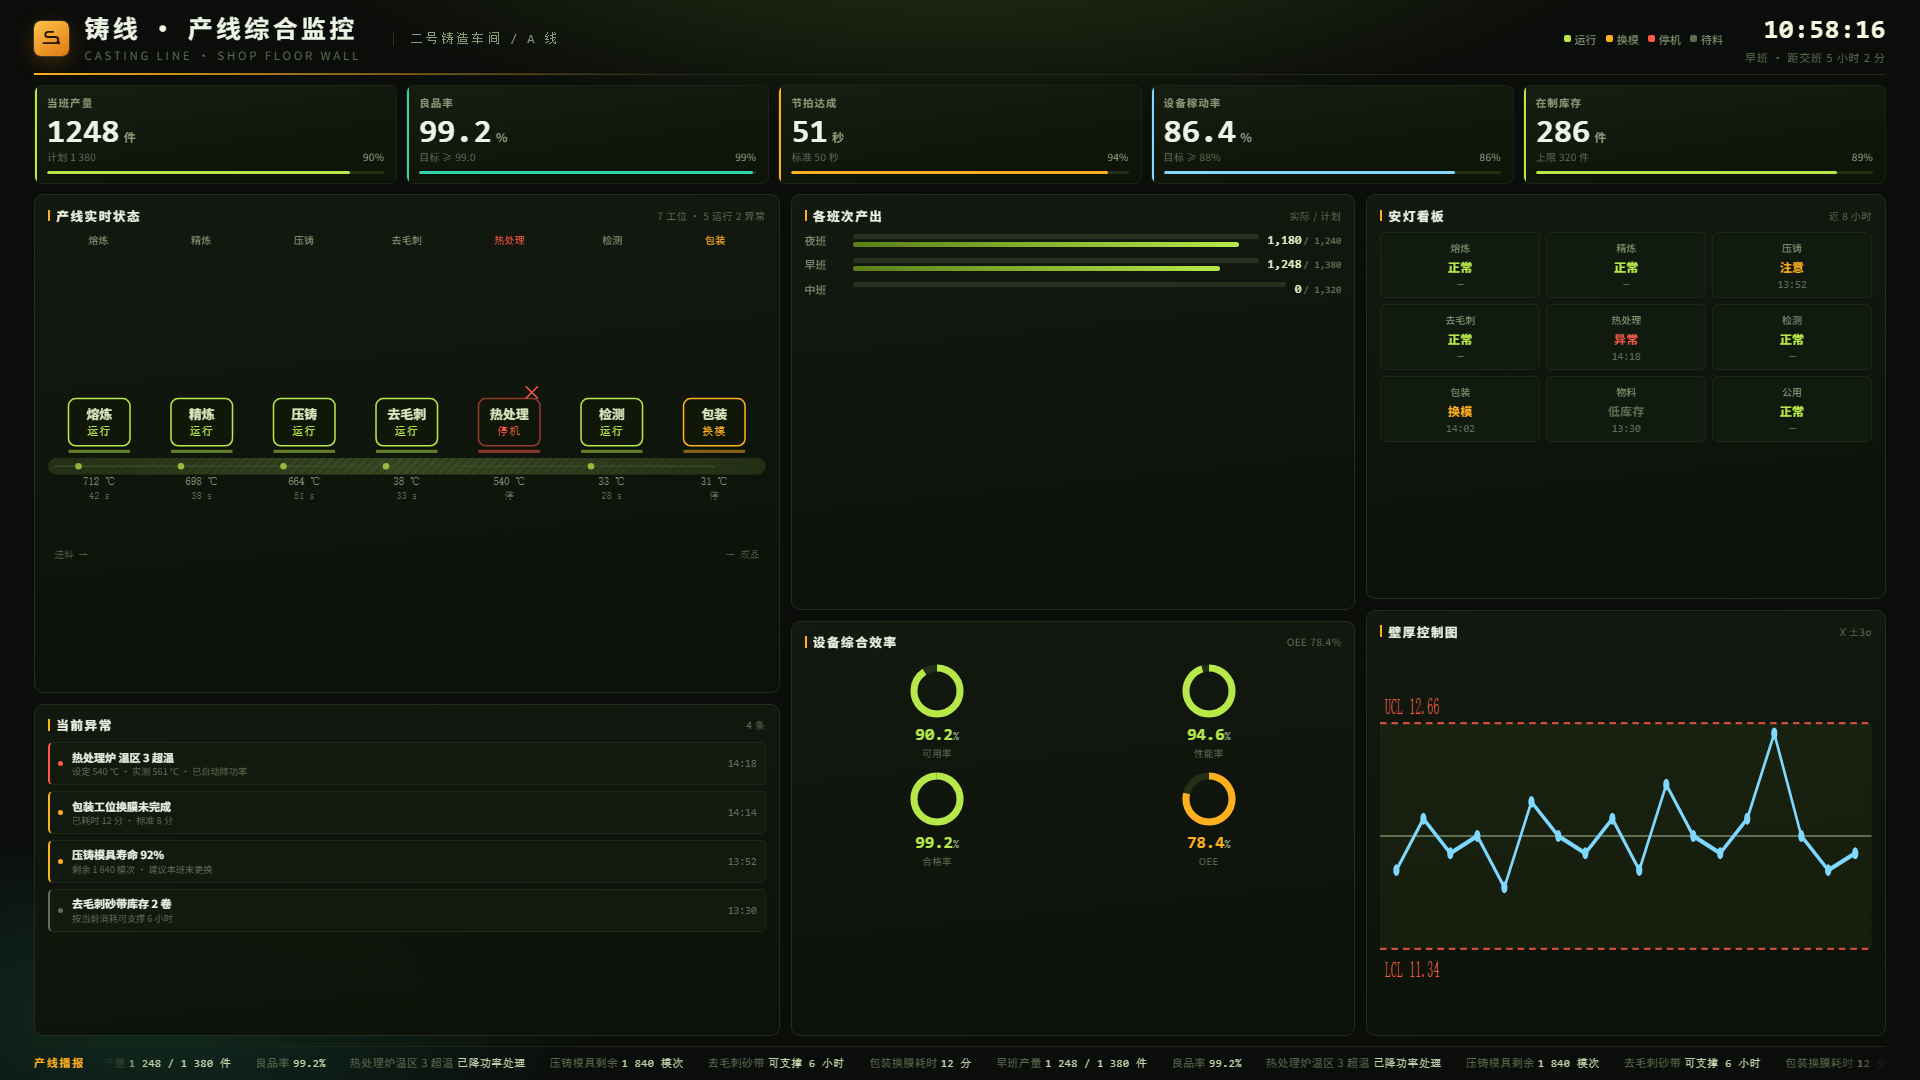 铸线 · 产线综合监控
CASTING LINE · SHOP FLOOR WALL
二号铸造车间 / A 线
运行 换模 停机 待料
10:58:16
早班 · 距交班 5 小时 2 分
当班产量
1248 件
计划 1 380 90%
良品率
99.2 %
目标 ≥ 99.0 99%
节拍达成
51 秒
标准 50 秒 94%
设备稼动率
86.4 %
目标 ≥ 88% 86%
在制库存
286 件
上限 320 件 89%
产线实时状态 7 工位 · 5 运行 2 异常
熔炼 精炼 压铸 去毛刺 热处理 检测 包装
熔炼 精炼 压铸 去毛刺 热处理 检测 包装
运行 运行 运行 运行 停机 运行 换模
712 ℃ 698 ℃ 664 ℃ 38 ℃ 540 ℃ 33 ℃ 31 ℃
42 s 38 s 51 s 33 s 停 28 s 停
进料 — — 成品
当前异常 4 条
热处理炉 温区 3 超温
设定 540 ℃ · 实测 561 ℃ · 已自动降功率
14:18
包装工位换膜未完成
已耗时 12 分 · 标准 8 分
14:14
压铸模具寿命 92%
剩余 1 840 模次 · 建议本班末更换
13:52
去毛刺砂带库存 2 卷
按当前消耗可支撑 6 小时
13:30
各班次产出 实际 / 计划
夜班 1,180 / 1,240
早班 1,248 / 1,380
中班 0 / 1,320
设备综合效率 OEE 78.4%
90.2%
可用率
94.6%
性能率
99.2%
合格率
78.4%
OEE
安灯看板 近 8 小时
熔炼 精炼 压铸
正常 正常 注意
— — 13:52
去毛刺 热处理 检测
正常 异常 正常
— 14:18 —
包装 物料 公用
换模 低库存 正常
14:02 13:30 —
壁厚控制图 X̄ ±3σ
UCL 12.66
LCL 11.34
产线播报 产量 1 248 / 1 380 件 良品率 99.2% 热处理炉温区 3 超温 已降功率处理 压铸模具剩余 1 840 模次 去毛刺砂带 可支撑 6 小时 包装换膜耗时 12 分 早班产量 1 248 / 1 380 件 良品率 99.2% 热处理炉温区 3 超温 已降功率处理 压铸模具剩余 1 840 模次 去毛刺砂带 可支撑 6 小时 包装换膜耗时 12